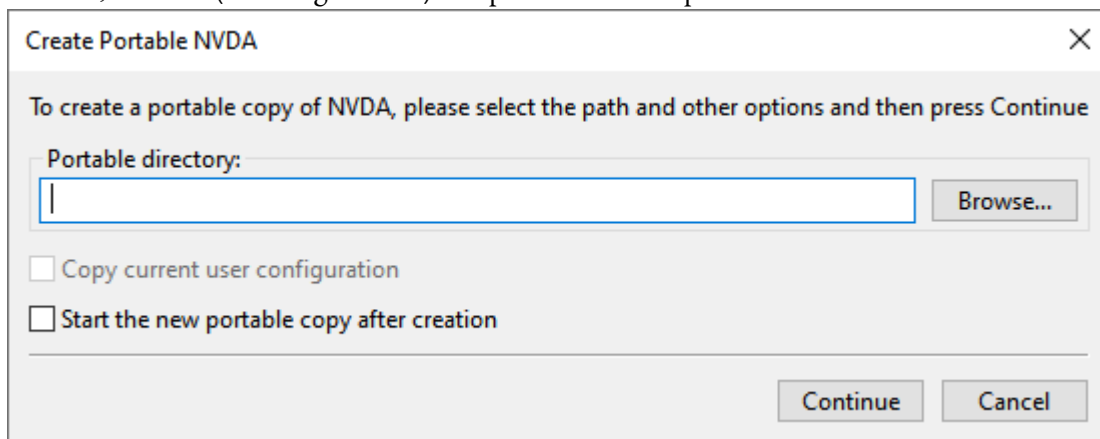 Create Portable NVDA
To create a portable copy of NVDA, please select the path and other options and then press Continue
Portable directory:
Browse...
Copy current user configuration
Start the new portable copy after creation
Continue Cancel